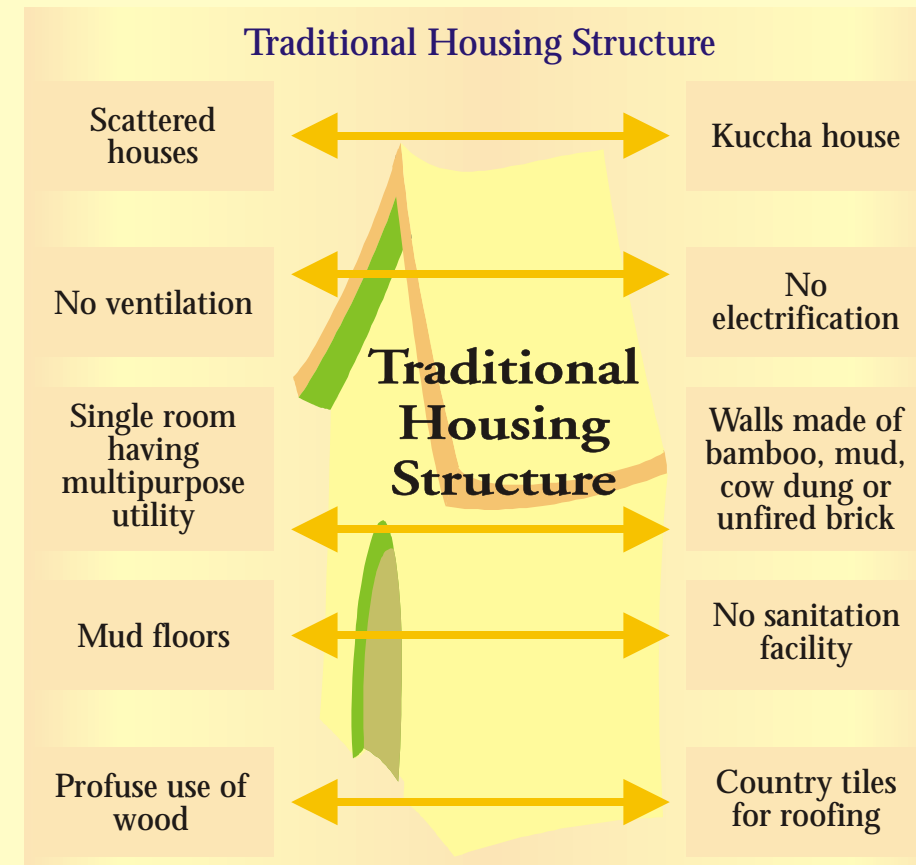 Traditional Housing Structure
Scattered
houses
Kuccha house
No ventilation
No
electrification
Traditional
Housing
Structure
Single room
having
multipurpose
utility
Walls made of
bamboo, mud,
cow dung or
unfired brick
Mud floors
No sanitation
facility
Profuse use of
wood
Country tiles
for roofing